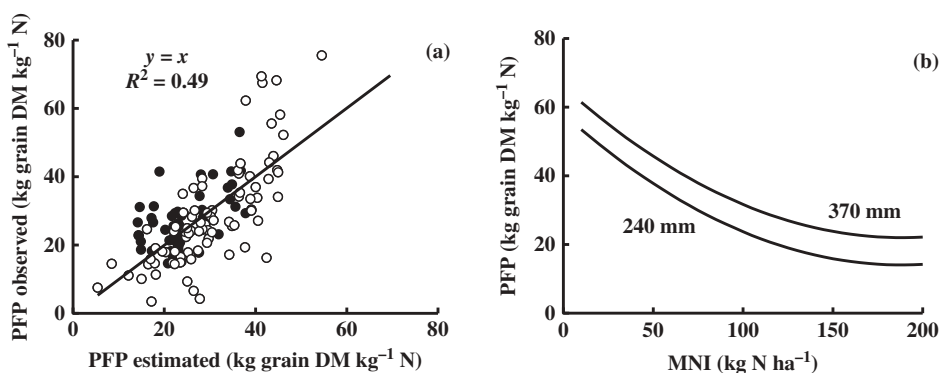 PFP observed (kg grain DM kg⁻¹ N)
80
60
40
20
0
(a)
y = x
R² = 0.49
0 20 40 60 80
PFP estimated (kg grain DM kg⁻¹ N)
PFP (kg grain DM kg⁻¹ N)
80
60
40
20
0
(b)
370 mm
240 mm
0 50 100 150 200
MNI (kg N ha⁻¹)